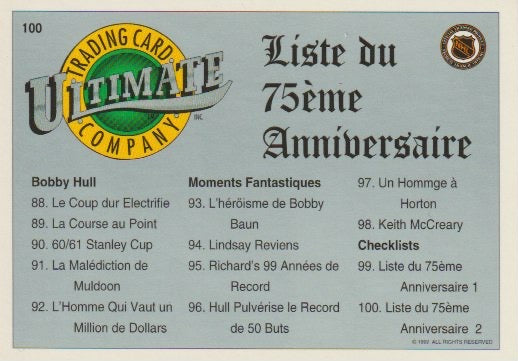 100
TRADING CARD
ULTIMATE
COMPANY INC.
Liste du
75ème
Anniversaire
Bobby Hull
88. Le Coup dur Electrifie
89. La Course au Point
90. 60/61 Stanley Cup
91. La Malédiction de
Muldoon
92. L'Homme Qui Vaut un
Million de Dollars
Moments Fantastiques
93. L'héröisme de Bobby
Baun
94. Lindsay Reviens
95. Richard's 99 Années de
Record
96. Hull Pulvérise le Record
de 50 Buts
97. Un Hommge à
Horton
98. Keith McCreary
Checklists
99. Liste du 75ème
Anniversaire 1
100. Liste du 75ème
Anniversaire 2
© 1992 ALL RIGHTS RESERVED